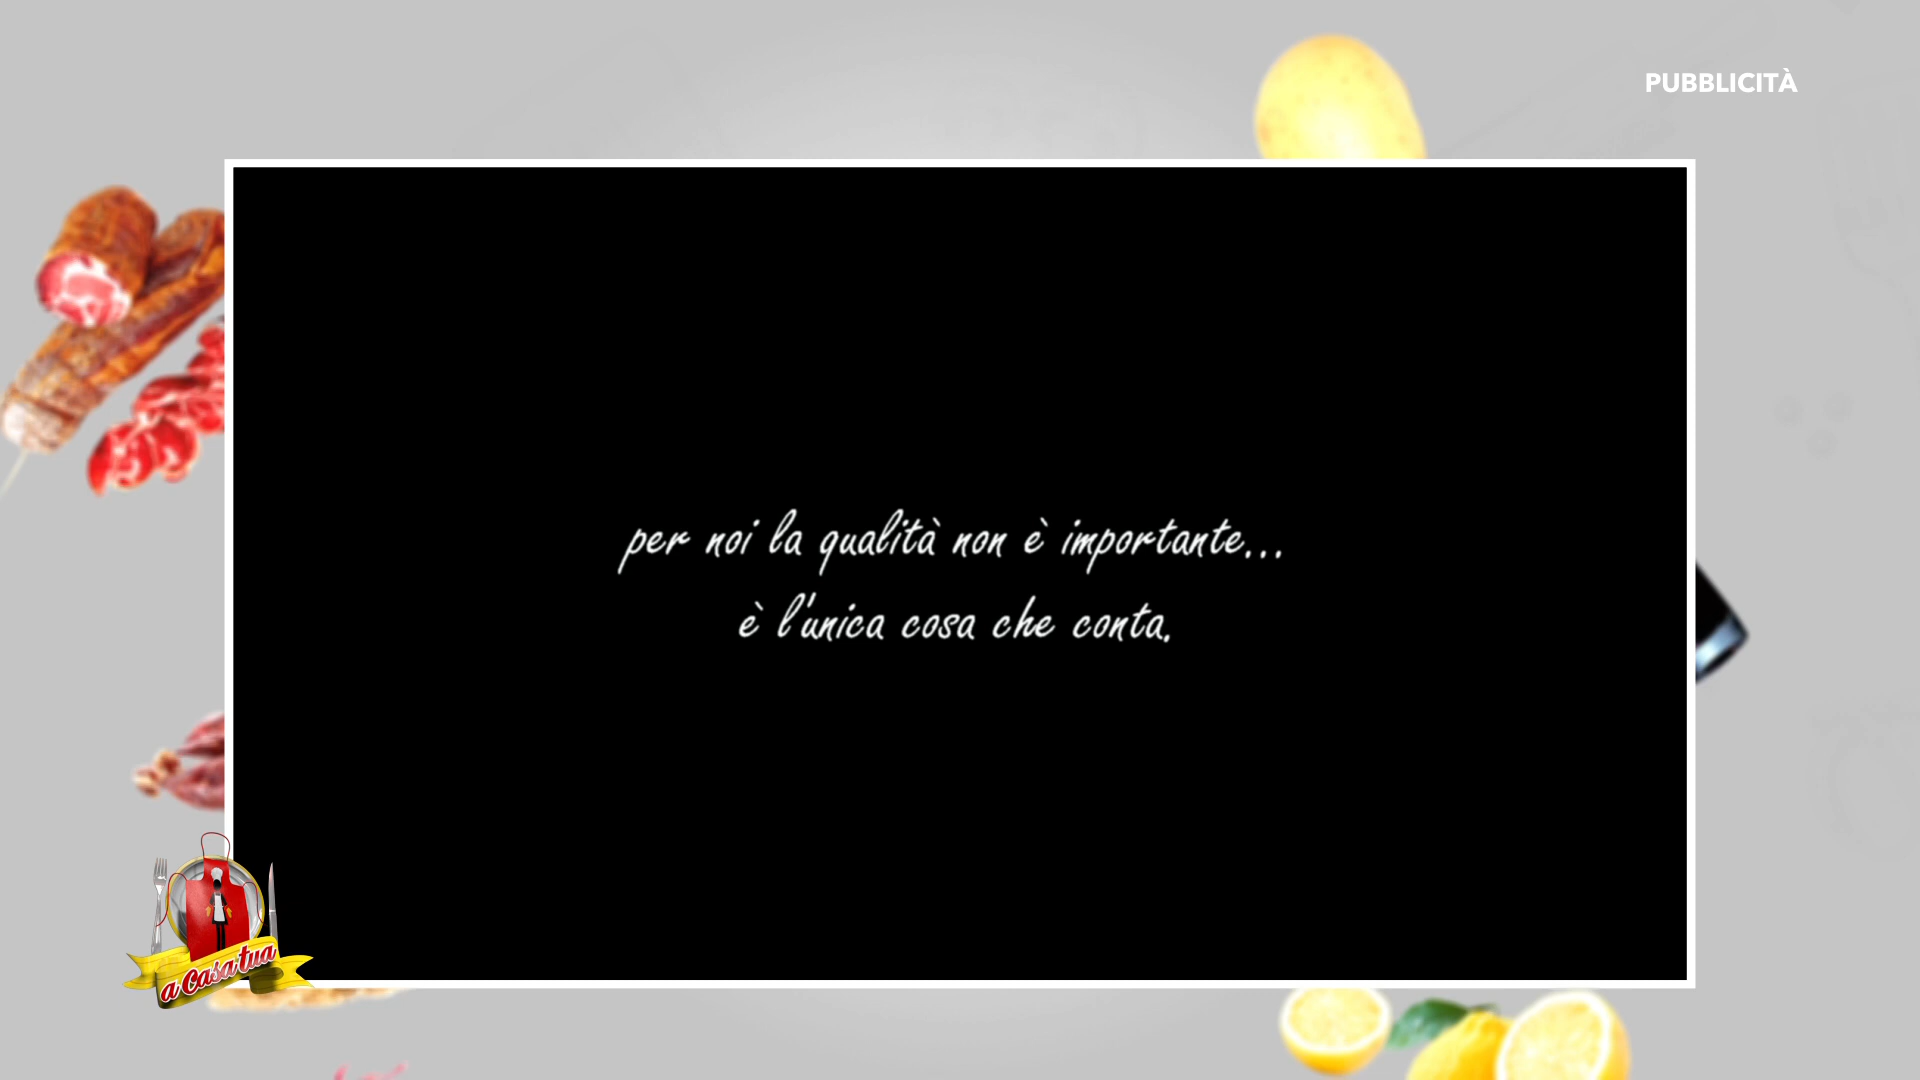 PUBBLICITÀ
per noi la qualità non è importante...
è l'unica cosa che conta.
a Casa tua